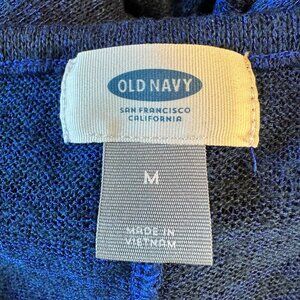 OLD NAVY
SAN FRANCISCO
CALIFORNIA
M
MADE IN
VIETNAM